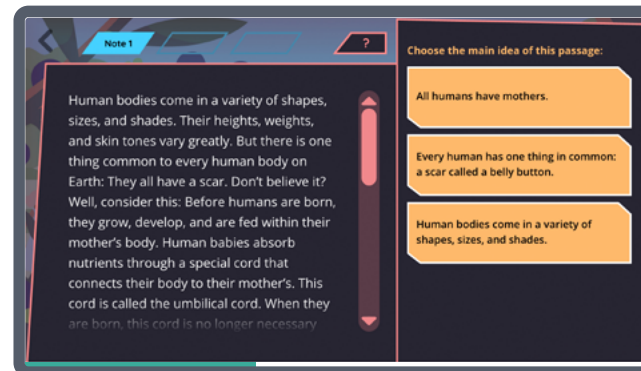 Note 1
?
Human bodies come in a variety of shapes,
sizes, and shades. Their heights, weights,
and skin tones vary greatly. But there is one
thing common to every human body on
Earth: They all have a scar. Don’t believe it?
Well, consider this: Before humans are born,
they grow, develop, and are fed within their
mother’s body. Human babies absorb
nutrients through a special cord that
connects their body to their mother’s. This
cord is called the umbilical cord. When they
are born, this cord is no longer necessary
Choose the main idea of this passage:
All humans have mothers.
Every human has one thing in common:
a scar called a belly button.
Human bodies come in a variety of
shapes, sizes, and shades.